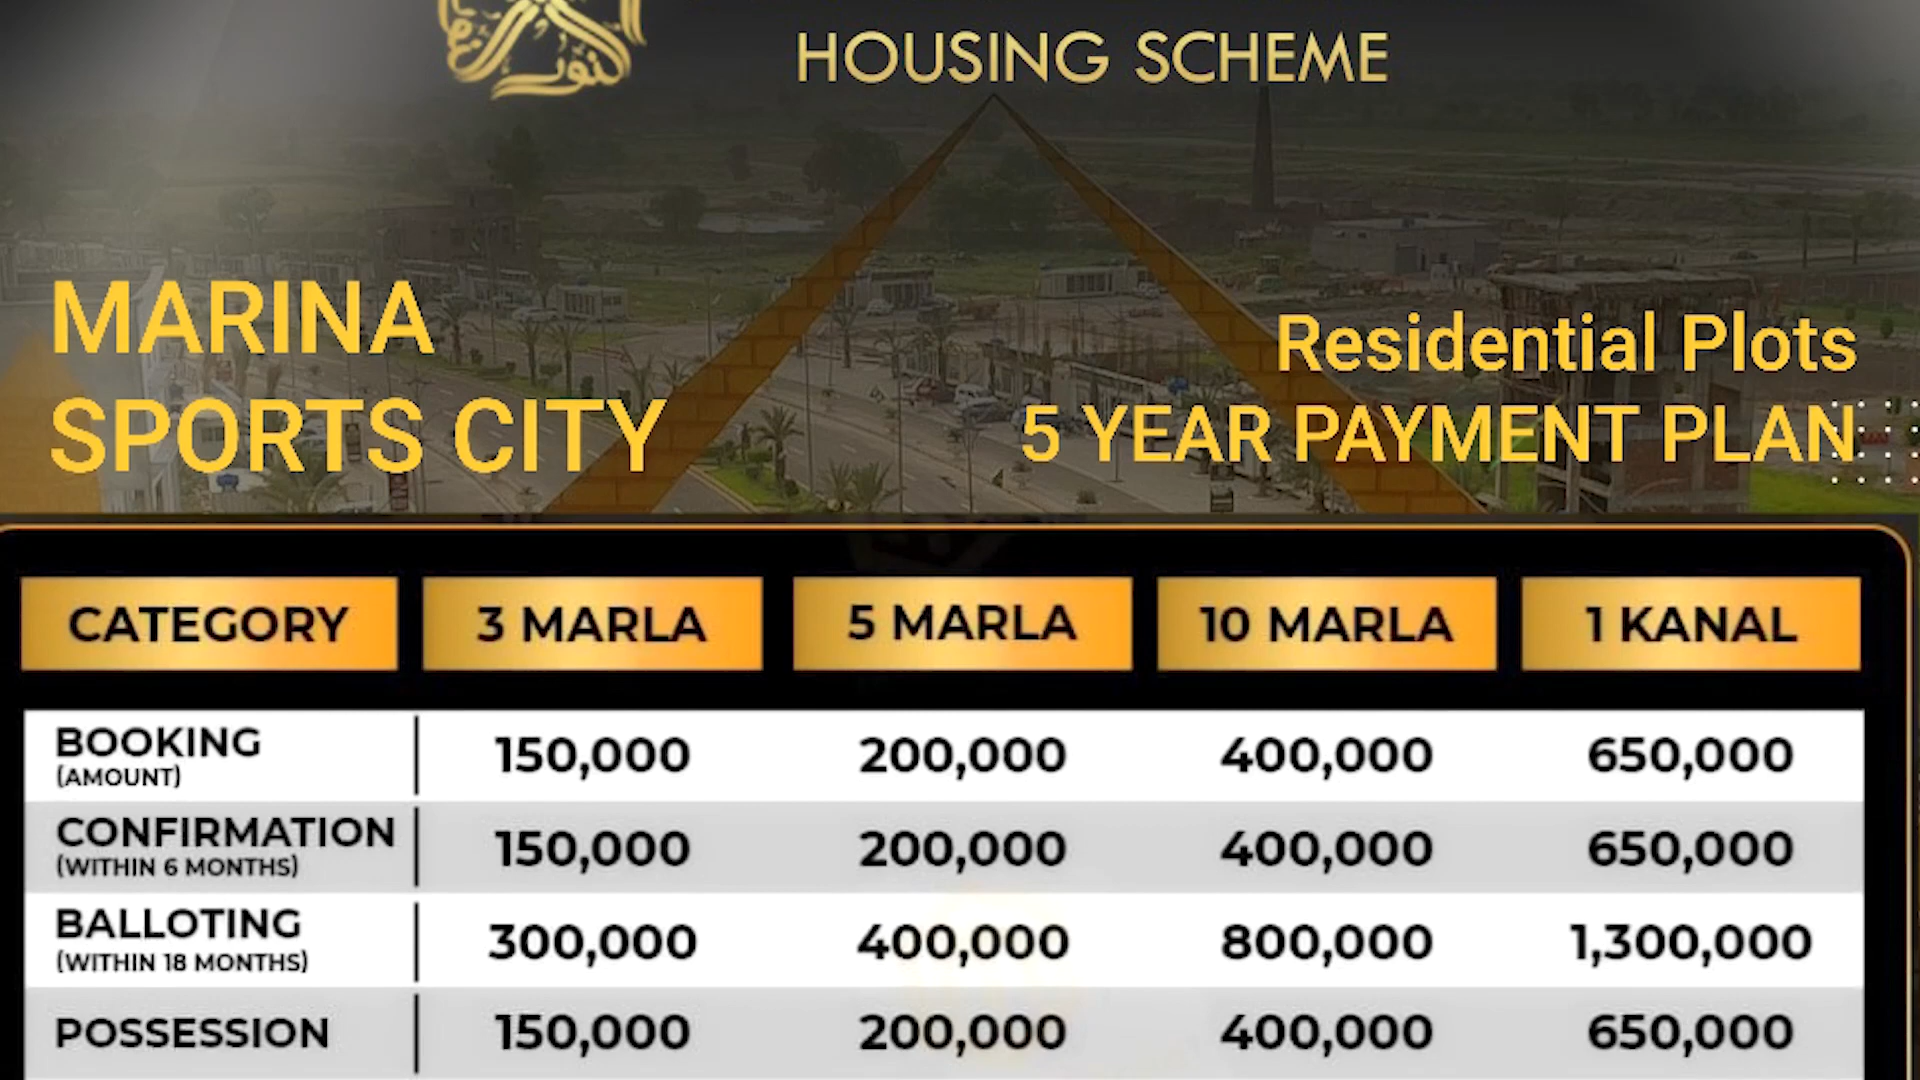 HOUSING SCHEME
MARINA
SPORTS CITY
Residential Plots
5 YEAR PAYMENT PLAN
CATEGORY 3 MARLA 5 MARLA 10 MARLA 1 KANAL
BOOKING 150,000 200,000 400,000 650,000
(AMOUNT)
CONFIRMATION 150,000 200,000 400,000 650,000
(WITHIN 6 MONTHS)
BALLOTING 300,000 400,000 800,000 1,300,000
(WITHIN 18 MONTHS)
POSSESSION 150,000 200,000 400,000 650,000